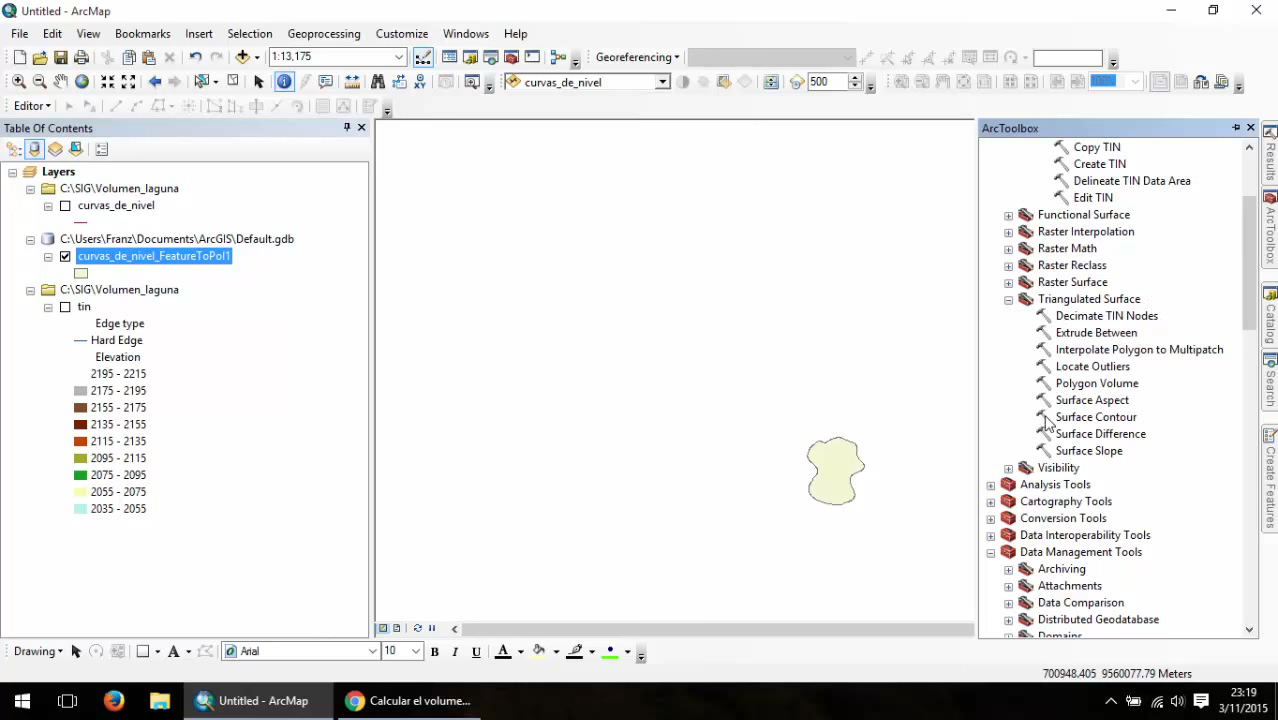 Untitled - ArcMap
File Edit View Bookmarks Insert Selection Geoprocessing Customize Windows Help
1:13,175 Georeferencing
curvas_de_nivel 500 100%
Editor
Table Of Contents
ArcToolbox
Layers
C:\SIG\Volumen_laguna
curvas_de_nivel
C:\Users\Franz\Documents\ArcGIS\Default.gdb
curvas_de_nivel_FeatureToPol1
C:\SIG\Volumen_laguna
tin
Edge type
Hard Edge
Elevation
2195 - 2215
2175 - 2195
2155 - 2175
2135 - 2155
2115 - 2135
2095 - 2115
2075 - 2095
2055 - 2075
2035 - 2055
Copy TIN
Create TIN
Delineate TIN Data Area
Edit TIN
Functional Surface
Raster Interpolation
Raster Math
Raster Reclass
Raster Surface
Triangulated Surface
Decimate TIN Nodes
Extrude Between
Interpolate Polygon to Multipatch
Locate Outliers
Polygon Volume
Surface Aspect
Surface Contour
Surface Difference
Surface Slope
Visibility
Analysis Tools
Cartography Tools
Conversion Tools
Data Interoperability Tools
Data Management Tools
Archiving
Attachments
Data Comparison
Distributed Geodatabase
Domains
Results
ArcToolbox
Catalog
Search
Create Features
Drawing Arial 10 B I U A
700948.405 9560077.79 Meters
Untitled - ArcMap
Calcular el volume...
23:19
3/11/2015